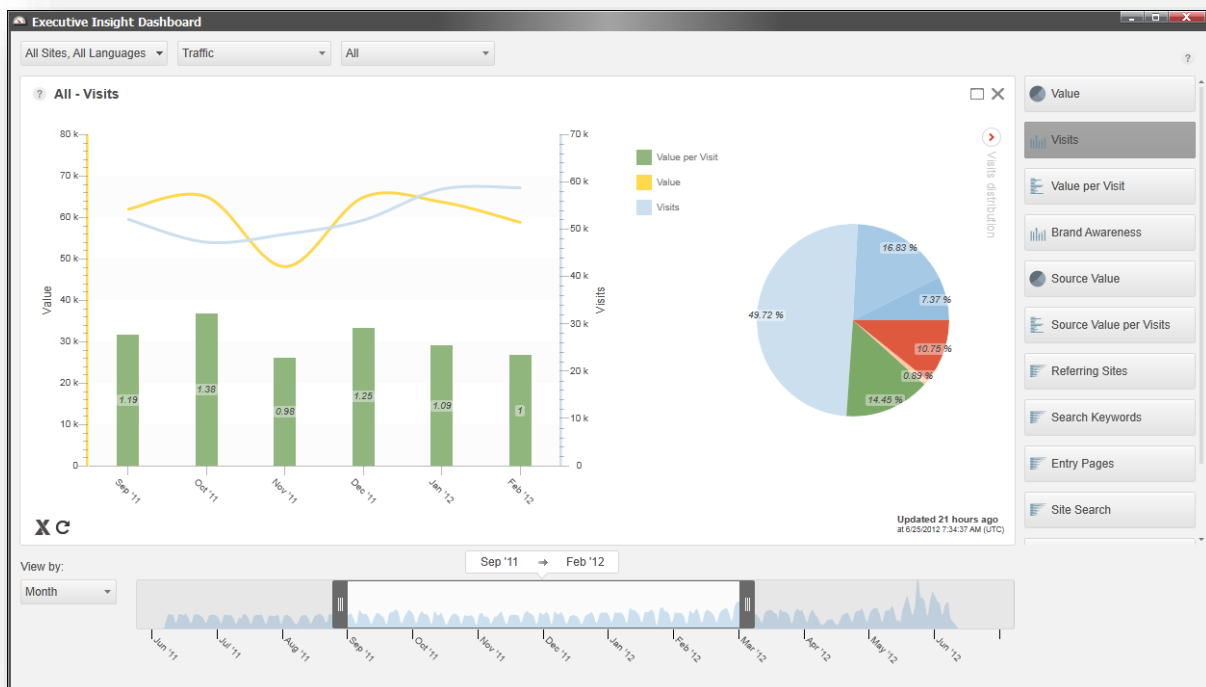 Executive Insight Dashboard
All Sites, All Languages
Traffic
All
?
? All - Visits
80 k
70 k
60 k
50 k
40 k
30 k
20 k
10 k
0
Value
70 k
60 k
50 k
40 k
30 k
20 k
10 k
0
Visits
1.19
1.38
0.98
1.25
1.09
1
Sep '11
Oct '11
Nov '11
Dec '11
Jan '12
Feb '12
Value per Visit
Value
Visits
Visits distribution
16.83 %
7.37 %
49.72 %
10.75 %
0.89 %
14.45 %
X
Updated 21 hours ago
at 6/25/2012 7:34:37 AM (UTC)
Value
Visits
Value per Visit
Brand Awareness
Source Value
Source Value per Visits
Referring Sites
Search Keywords
Entry Pages
Site Search
View by:
Month
Sep '11 → Feb '12
Jun '11
Jul '11
Aug '11
Sep '11
Oct '11
Nov '11
Dec '11
Jan '12
Feb '12
Mar '12
Apr '12
May '12
Jun '12